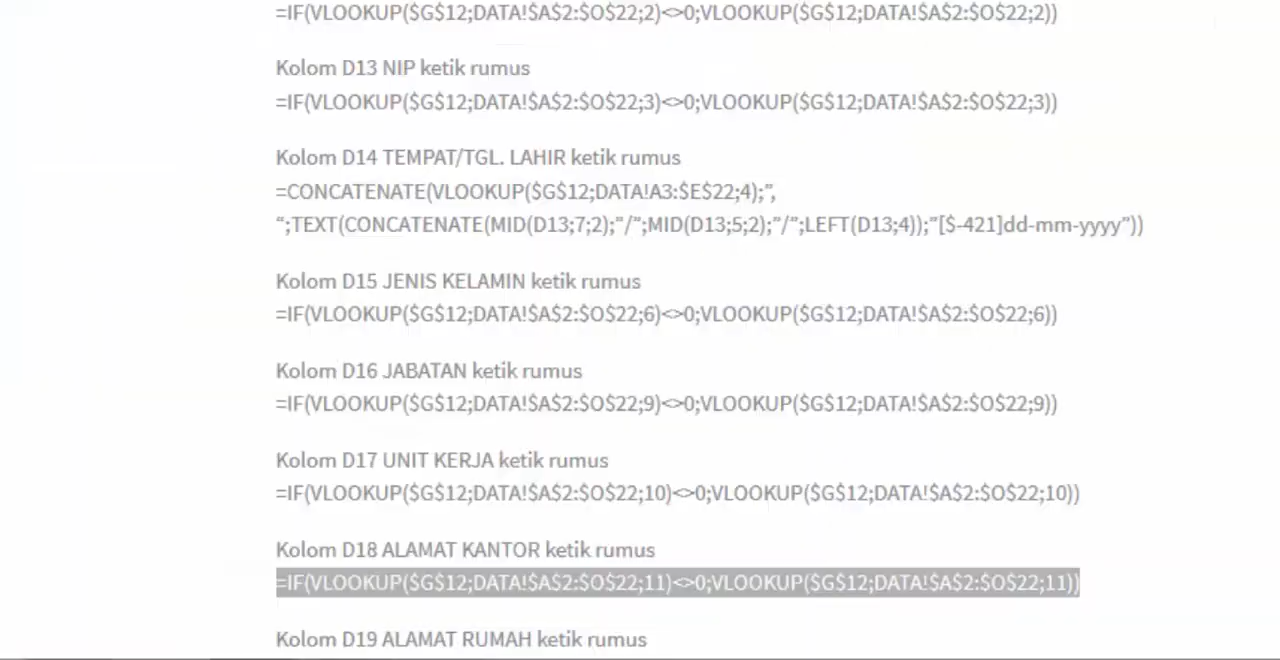 =IF(VLOOKUP($G$12;DATA!$A$2:$O$22;2)<>0;VLOOKUP($G$12;DATA!$A$2:$O$22;2))
Kolom D13 NIP ketik rumus
=IF(VLOOKUP($G$12;DATA!$A$2:$O$22;3)<>0;VLOOKUP($G$12;DATA!$A$2:$O$22;3))
Kolom D14 TEMPAT/TGL. LAHIR ketik rumus
=CONCATENATE(VLOOKUP($G$12;DATA!A3:$E$22;4);”,
“;TEXT(CONCATENATE(MID(D13;7;2);”/”;MID(D13;5;2);”/”;LEFT(D13;4));”[$-421]dd-mm-yyyy”))
Kolom D15 JENIS KELAMIN ketik rumus
=IF(VLOOKUP($G$12;DATA!$A$2:$O$22;6)<>0;VLOOKUP($G$12;DATA!$A$2:$O$22;6))
Kolom D16 JABATAN ketik rumus
=IF(VLOOKUP($G$12;DATA!$A$2:$O$22;9)<>0;VLOOKUP($G$12;DATA!$A$2:$O$22;9))
Kolom D17 UNIT KERJA ketik rumus
=IF(VLOOKUP($G$12;DATA!$A$2:$O$22;10)<>0;VLOOKUP($G$12;DATA!$A$2:$O$22;10))
Kolom D18 ALAMAT KANTOR ketik rumus
=IF(VLOOKUP($G$12;DATA!$A$2:$O$22;11)<>0;VLOOKUP($G$12;DATA!$A$2:$O$22;11))
Kolom D19 ALAMAT RUMAH ketik rumus